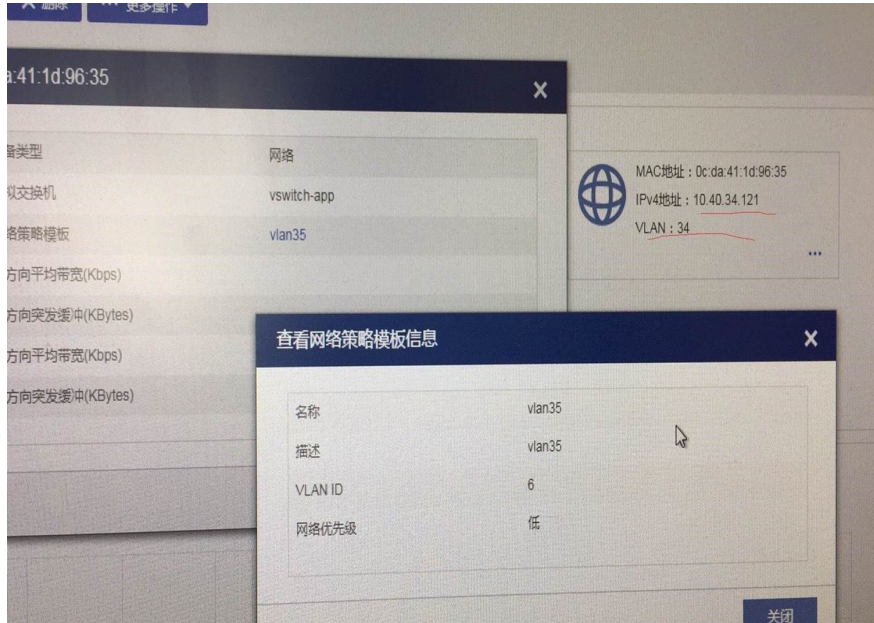 删除
更多操作
a:41:1d:96:35
备类型 网络
拟交换机 vswitch-app
络策略模板 vlan35
方向平均带宽(Kbps)
方向突发缓冲(KBytes)
方向平均带宽(Kbps)
方向突发缓冲(KBytes)
MAC地址：0c:da:41:1d:96:35
IPv4地址：10.40.34.121
VLAN：34
查看网络策略模板信息
名称 vlan35
描述 vlan35
VLAN ID 6
网络优先级 低
关闭